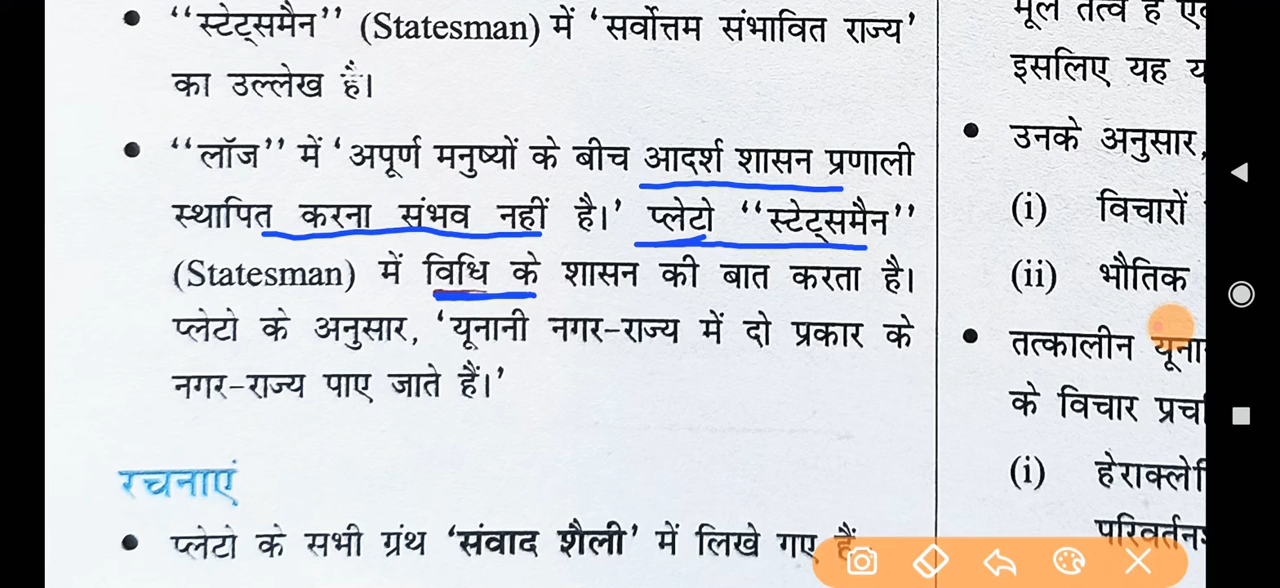 • “स्टेट्समैन” (Statesman) में ‘सर्वोत्तम संभावित राज्य’
का उल्लेख है।
• “लॉज” में ‘अपूर्ण मनुष्यों के बीच आदर्श शासन प्रणाली
स्थापित करना संभव नहीं है।’ प्लेटो “स्टेट्समैन”
(Statesman) में विधि के शासन की बात करता है।
प्लेटो के अनुसार, ‘यूनानी नगर-राज्य में दो प्रकार के
नगर-राज्य पाए जाते हैं।’
रचनाएं
• प्लेटो के सभी ग्रंथ ‘संवाद शैली’ में लिखे गए हैं
मूल तत्व है
इसलिए यह
• उनके अनुसार,
(i) विचारों
(ii) भौतिक
• तत्कालीन
के विचार
(i)